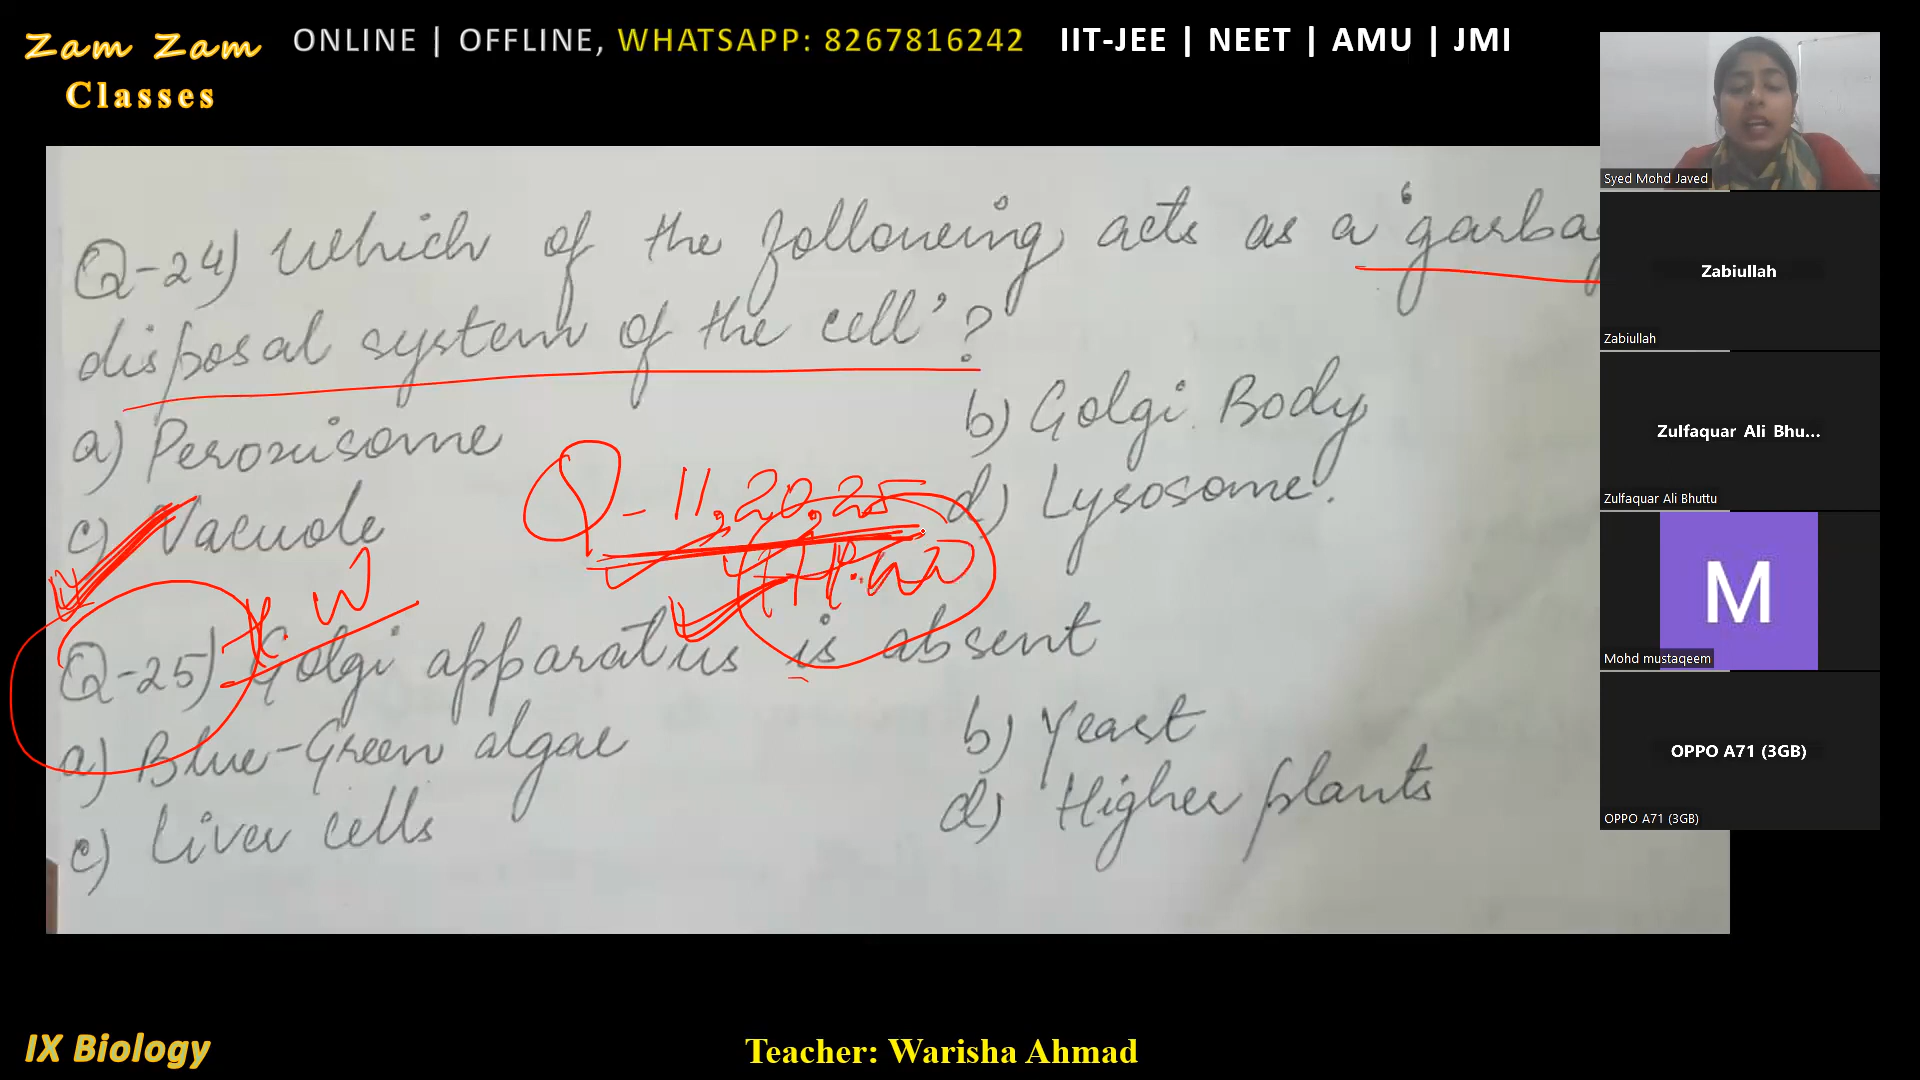 Zam Zam
Classes
ONLINE | OFFLINE, WHATSAPP: 8267816242 IIT-JEE | NEET | AMU | JMI
Q-24) Which of the following acts as a 'garba
disposal system of the cell'?
a) Peroxisome
b) Golgi Body
c) Vacuole
d) Lysosome.
Q - 11, 20, 25
H.W
H.W
Q-25) Golgi apparatus is absent
a) Blue-Green algae
b) Yeast
c) Liver cells
d) Higher plants
Syed Mohd Javed
Zabiullah
Zabiullah
Zulfaquar Ali Bhu...
Zulfaquar Ali Bhuttu
M
Mohd mustaqeem
OPPO A71 (3GB)
OPPO A71 (3GB)
IX Biology
Teacher: Warisha Ahmad